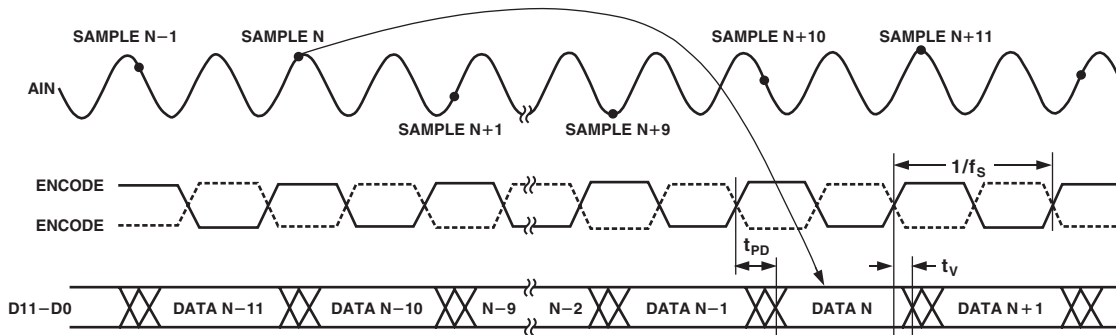 SAMPLE N−1
SAMPLE N
SAMPLE N+10
SAMPLE N+11
AIN
SAMPLE N+1
SAMPLE N+9
1/fS
ENCODE
ENCODE
tPD
tV
D11−D0
DATA N−11
DATA N−10
N−9
N−2
DATA N−1
DATA N
DATA N+1